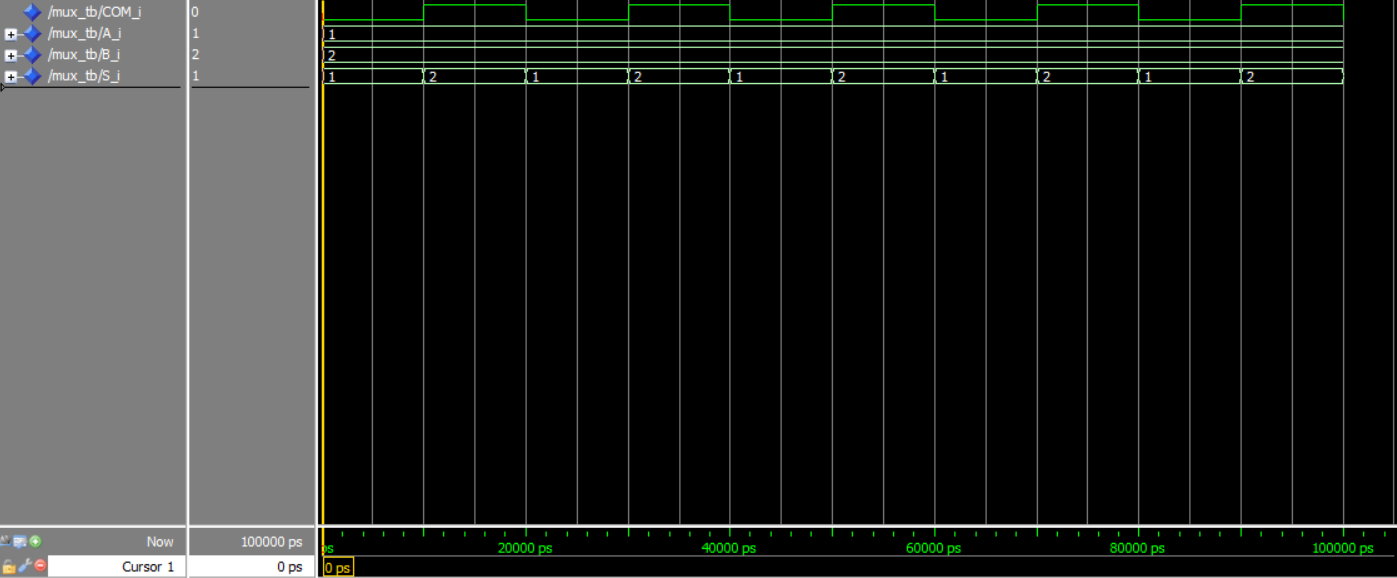 /mux_tb/COM_i 0
/mux_tb/A_i 1 1
/mux_tb/B_i 2 2
/mux_tb/S_i 1 1 2 1 2 1 2 1 2 1 2
Now 100000 ps ps 20000 ps 40000 ps 60000 ps 80000 ps 100000 ps
Cursor 1 0 ps 0 ps